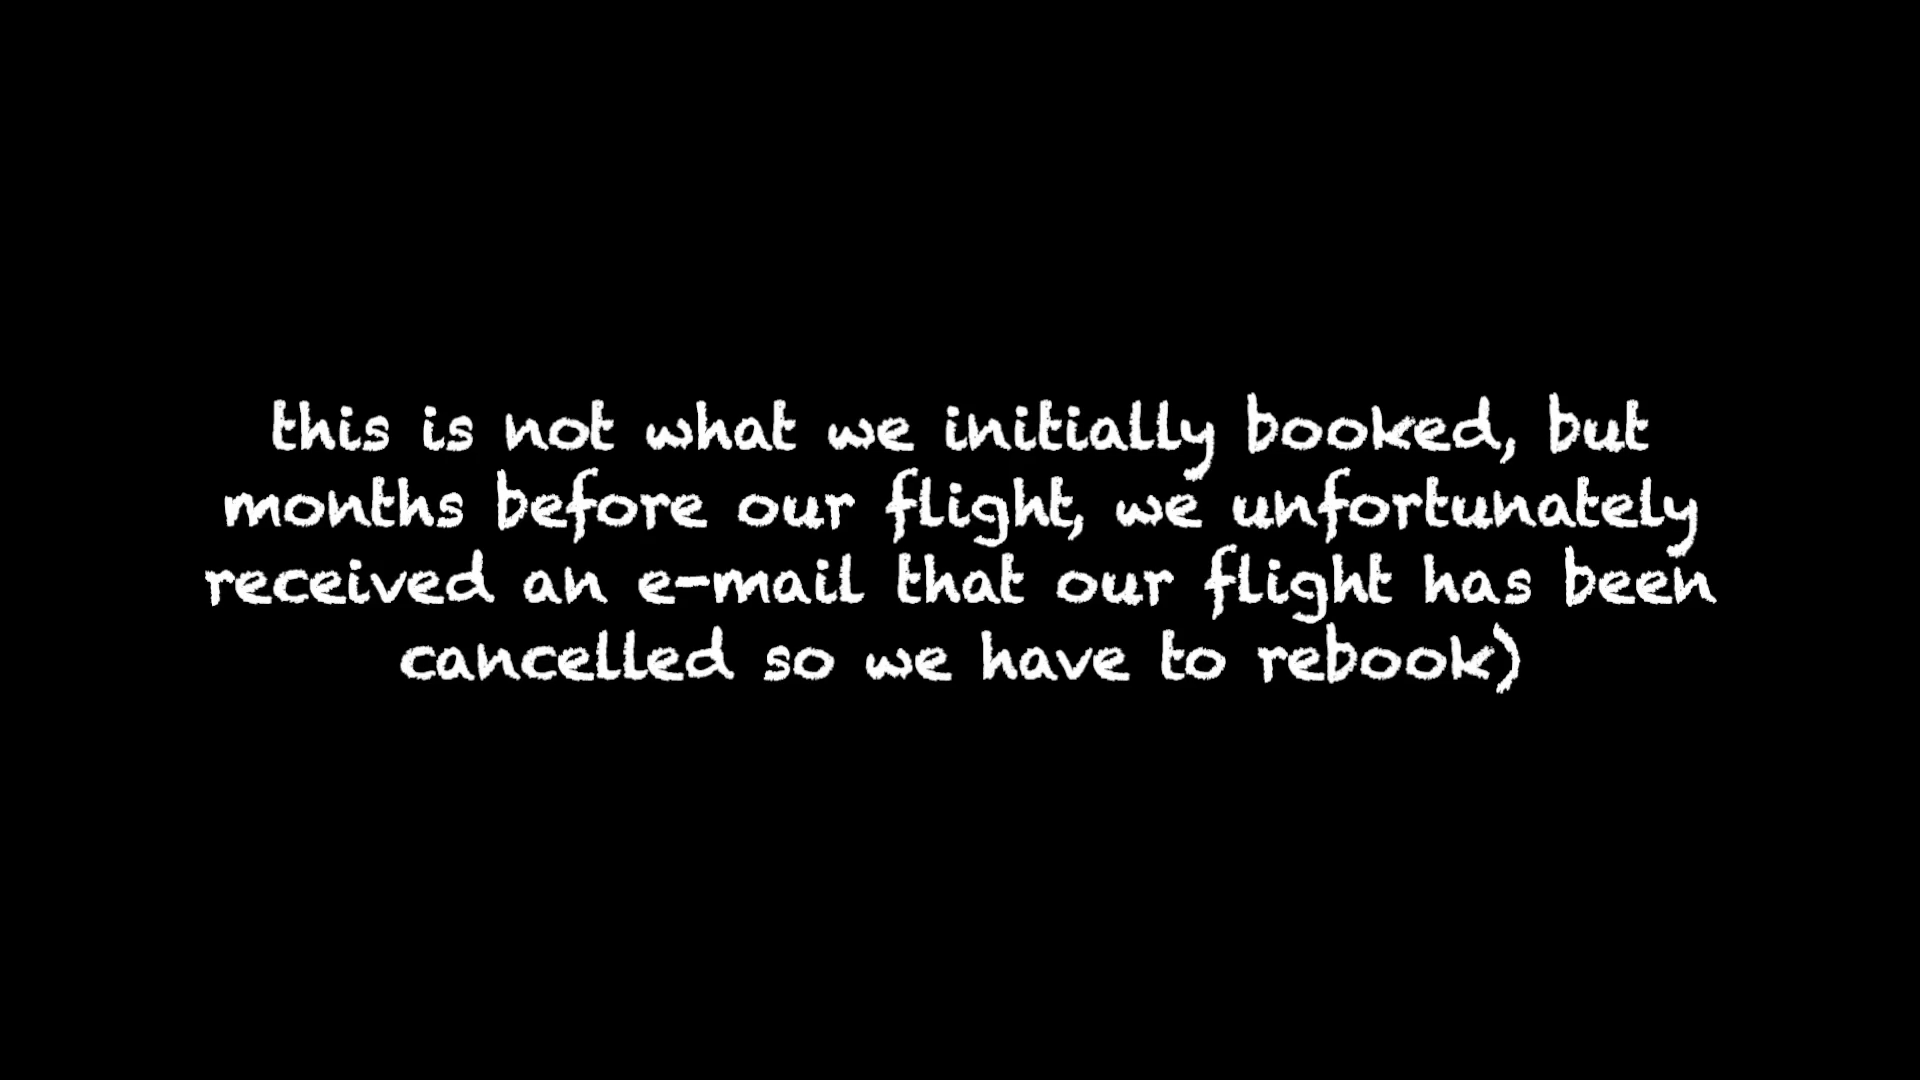 this is not what we initially booked, but
months before our flight, we unfortunately
received an e-mail that our flight has been
cancelled so we have to rebook)